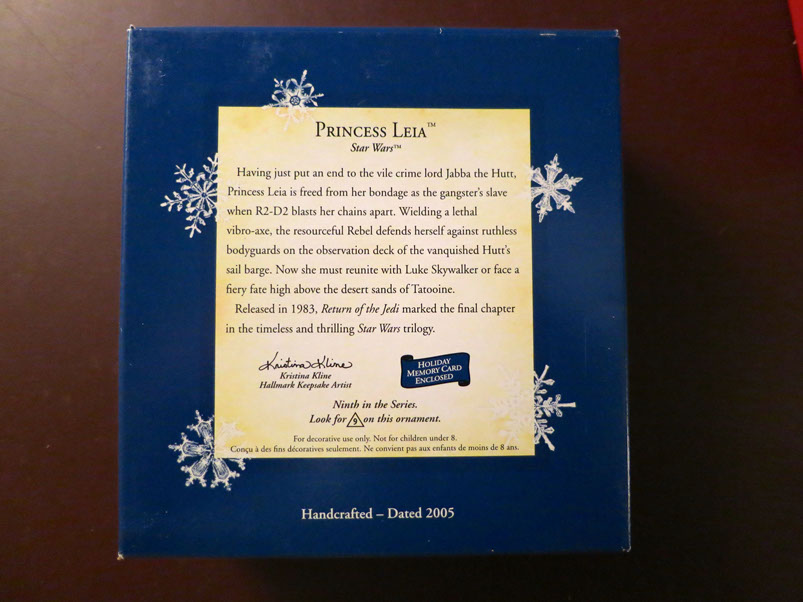 PRINCESS LEIA™
Star Wars™
Having just put an end to the vile crime lord Jabba the Hutt,
Princess Leia is freed from her bondage as the gangster's slave
when R2-D2 blasts her chains apart. Wielding a lethal
vibro-axe, the resourceful Rebel defends herself against ruthless
bodyguards on the observation deck of the vanquished Hutt's
sail barge. Now she must reunite with Luke Skywalker or face a
fiery fate high above the desert sands of Tatooine.
Released in 1983, Return of the Jedi marked the final chapter
in the timeless and thrilling Star Wars trilogy.
Kristina Kline
Kristina Kline
Hallmark Keepsake Artist
HOLIDAY
MEMORY CARD
ENCLOSED
Ninth in the Series.
Look for 9 on this ornament.
For decorative use only. Not for children under 8.
Conçu à des fins décoratives seulement. Ne convient pas aux enfants de moins de 8 ans.
Handcrafted – Dated 2005